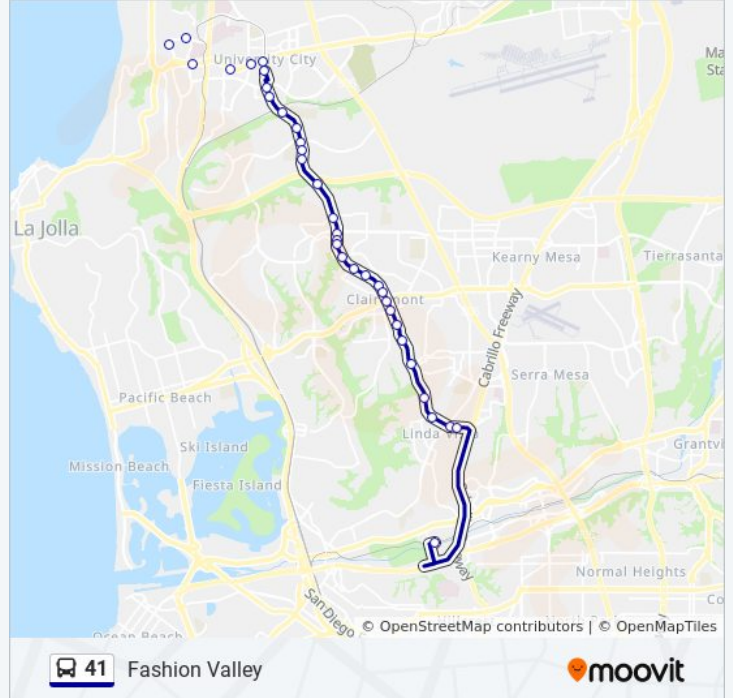 Ma
Sta
University City
La Jolla
Kearny Mesa
Tierrasanta
Clairemont
Cabrillo Freeway
Serra Mesa
Pacific Beach
Linda Vista
Grantvi
Ski Island
Mission Beach
Fiesta Island
way
Normal Heights
San Diego
Co
Ocean Beach
© OpenStreetMap contributors | © OpenMapTiles
41 Fashion Valley
moovit